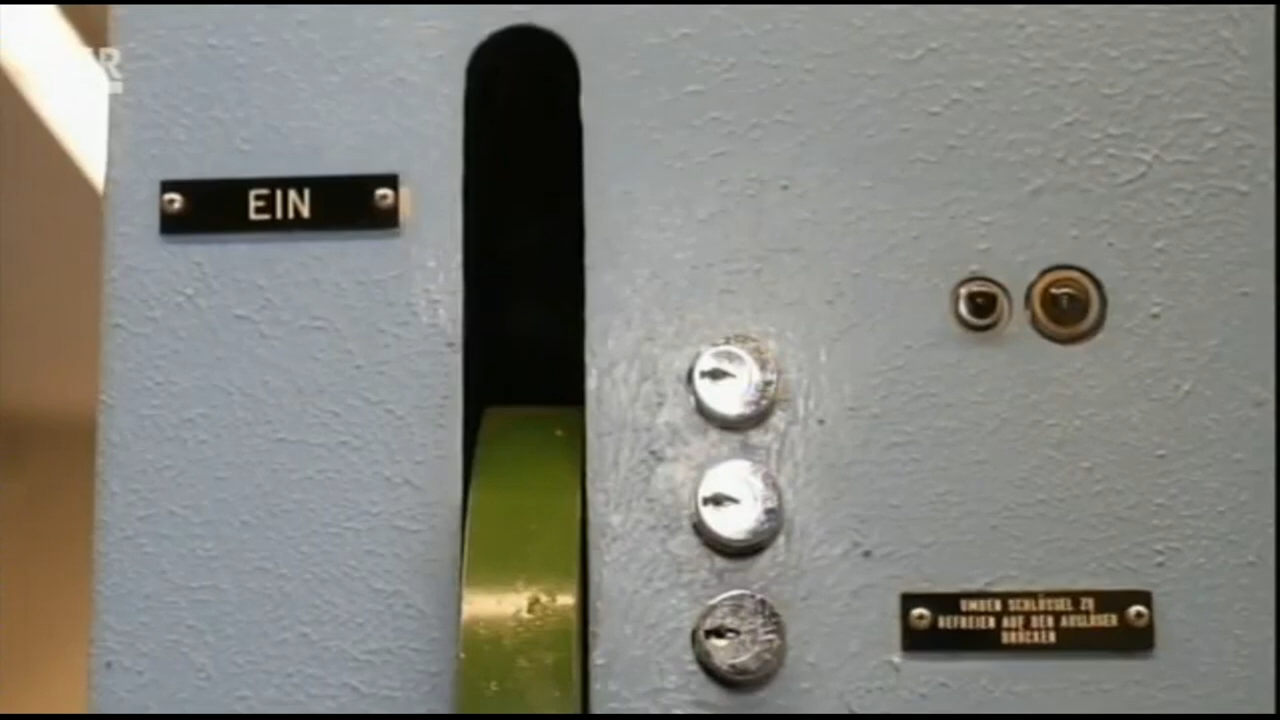 EIN
UMDEN SCHLÜSSEL ZU
BEFREIEN AUF DEN AUSLÖSER
DRÜCKEN